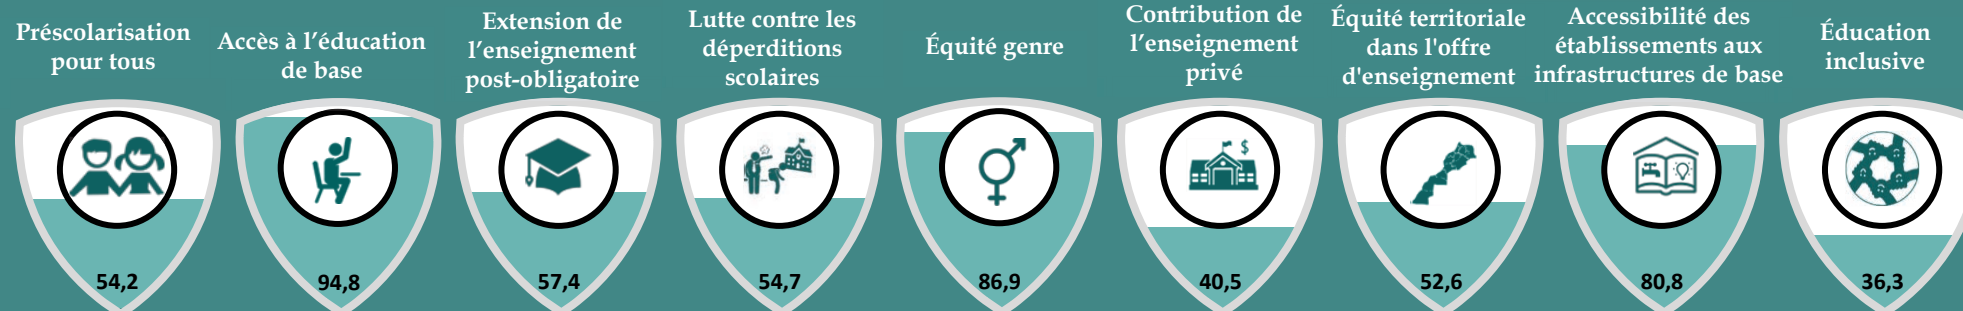 Préscolarisation
pour tous
Accès à l’éducation
de base
Extension de
l’enseignement
post-obligatoire
Lutte contre les
déperditions
scolaires
Équité genre
Contribution de
l’enseignement
privé
Équité territoriale
dans l'offre
d'enseignement
Accessibilité des
établissements aux
infrastructures de base
Éducation
inclusive
$
54,2
94,8
57,4
54,7
86,9
40,5
52,6
80,8
36,3